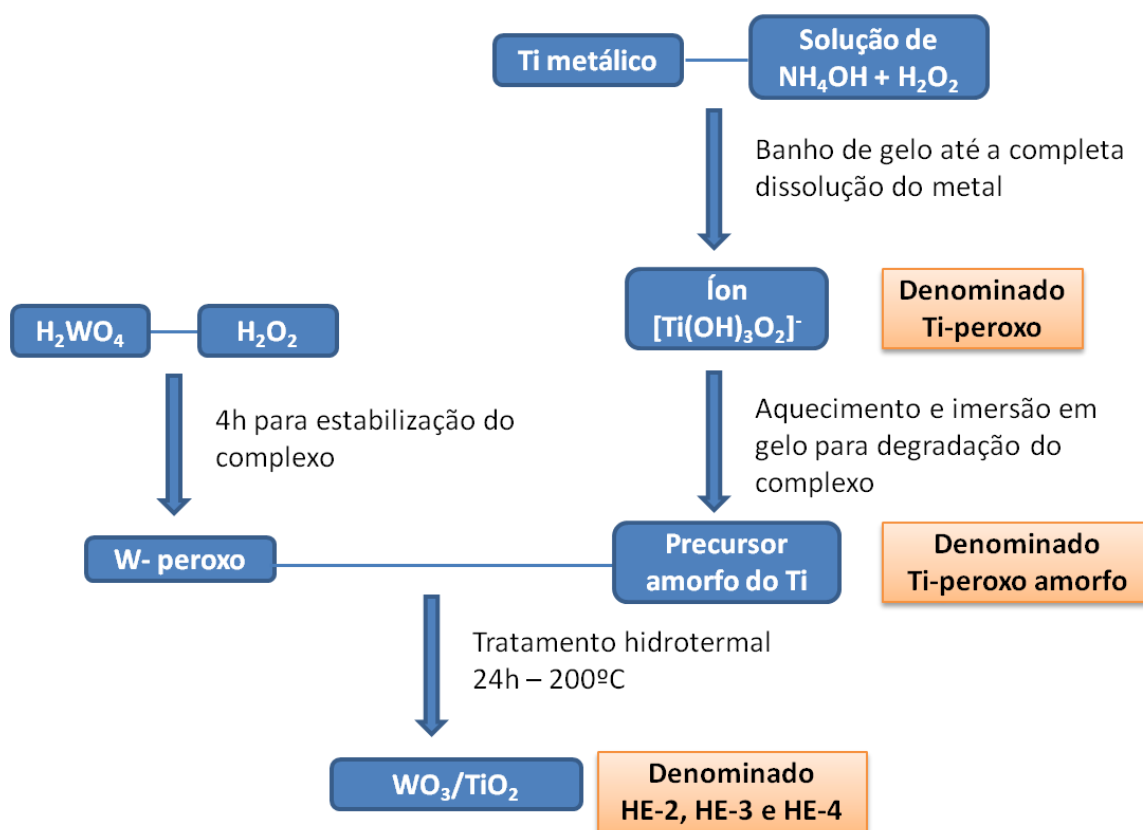 Ti metálico
Solução de
NH₄OH + H₂O₂
Banho de gelo até a completa
dissolução do metal
Íon
[Ti(OH)₃O₂]⁻
Denominado
Ti-peroxo
H₂WO₄
H₂O₂
4h para estabilização do
complexo
Aquecimento e imersão em
gelo para degradação do
complexo
W- peroxo
Precursor
amorfo do Ti
Denominado
Ti-peroxo amorfo
Tratamento hidrotermal
24h – 200ºC
WO₃/TiO₂
Denominado
HE-2, HE-3 e HE-4